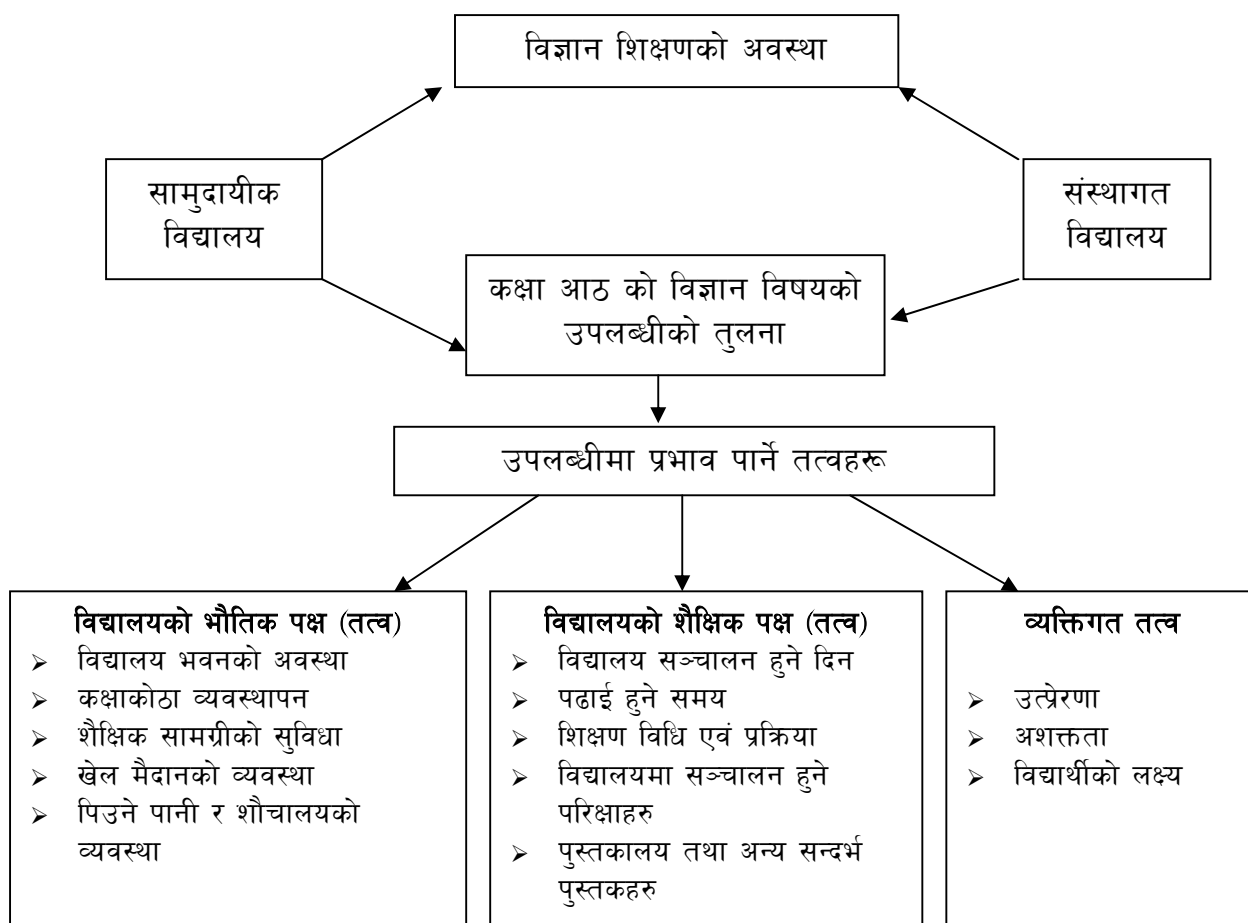 विज्ञान शिक्षणको अवस्था
सामुदायीक
विद्यालय
संस्थागत
विद्यालय
कक्षा आठ को विज्ञान विषयको
उपलब्धीको तुलना
उपलब्धीमा प्रभाव पार्ने तत्वहरू
विद्यालयको भौतिक पक्ष (तत्व)
➢ विद्यालय भवनको अवस्था
➢ कक्षाकोठा व्यवस्थापन
➢ शैक्षिक सामग्रीको सुविधा
➢ खेल मैदानको व्यवस्था
➢ पिउने पानी र शौचालयको
व्यवस्था
विद्यालयको शैक्षिक पक्ष (तत्व)
➢ विद्यालय सञ्चालन हुने दिन
➢ पढाई हुने समय
➢ शिक्षण विधि एवं प्रक्रिया
➢ विद्यालयमा सञ्चालन हुने
परिक्षाहरु
➢ पुस्तकालय तथा अन्य सन्दर्भ
पुस्तकहरु
व्यक्तिगत तत्व
➢ उत्प्रेरणा
➢ अशक्तता
➢ विद्यार्थीको लक्ष्य